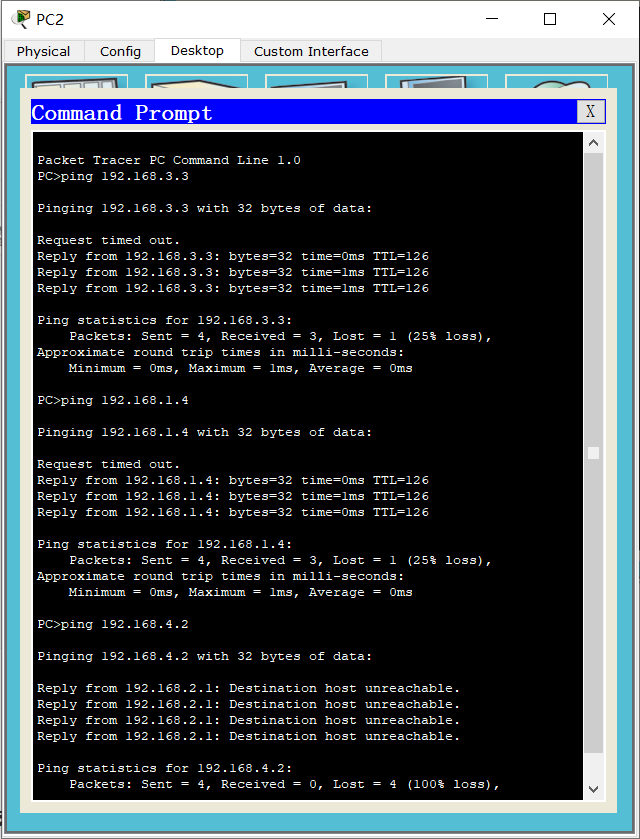 PC2
Physical Config Desktop Custom Interface
Command Prompt X
Packet Tracer PC Command Line 1.0
PC>ping 192.168.3.3
Pinging 192.168.3.3 with 32 bytes of data:
Request timed out.
Reply from 192.168.3.3: bytes=32 time=0ms TTL=126
Reply from 192.168.3.3: bytes=32 time=1ms TTL=126
Reply from 192.168.3.3: bytes=32 time=1ms TTL=126
Ping statistics for 192.168.3.3:
    Packets: Sent = 4, Received = 3, Lost = 1 (25% loss),
Approximate round trip times in milli-seconds:
    Minimum = 0ms, Maximum = 1ms, Average = 0ms
PC>ping 192.168.1.4
Pinging 192.168.1.4 with 32 bytes of data:
Request timed out.
Reply from 192.168.1.4: bytes=32 time=0ms TTL=126
Reply from 192.168.1.4: bytes=32 time=1ms TTL=126
Reply from 192.168.1.4: bytes=32 time=0ms TTL=126
Ping statistics for 192.168.1.4:
    Packets: Sent = 4, Received = 3, Lost = 1 (25% loss),
Approximate round trip times in milli-seconds:
    Minimum = 0ms, Maximum = 1ms, Average = 0ms
PC>ping 192.168.4.2
Pinging 192.168.4.2 with 32 bytes of data:
Reply from 192.168.2.1: Destination host unreachable.
Reply from 192.168.2.1: Destination host unreachable.
Reply from 192.168.2.1: Destination host unreachable.
Reply from 192.168.2.1: Destination host unreachable.
Ping statistics for 192.168.4.2:
    Packets: Sent = 4, Received = 0, Lost = 4 (100% loss),